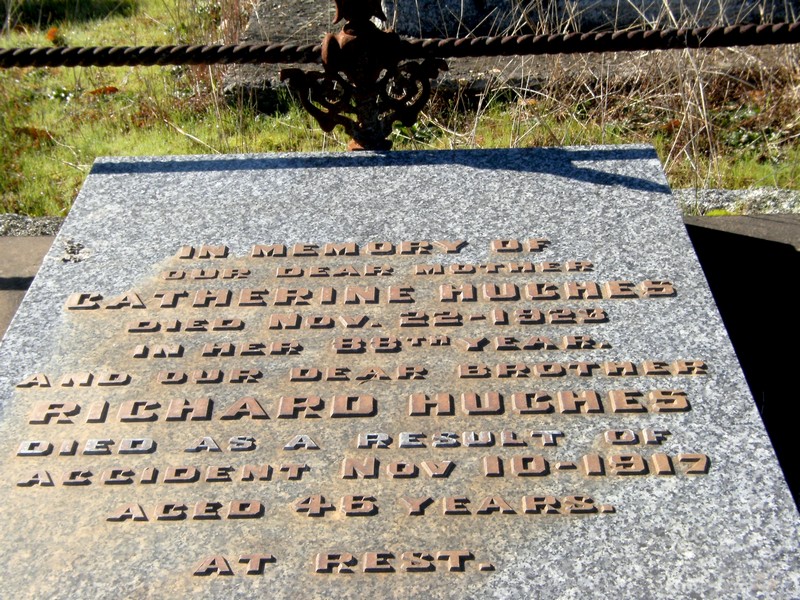 IN MEMORY OF
OUR DEAR MOTHER
CATHERINE HUGHES
DIED NOV. 22-1923
IN HER 88TH YEAR.
AND OUR DEAR BROTHER
RICHARD HUGHES
DIED AS A RESULT OF
ACCIDENT NOV 10-1917
AGED 45 YEARS.
AT REST.